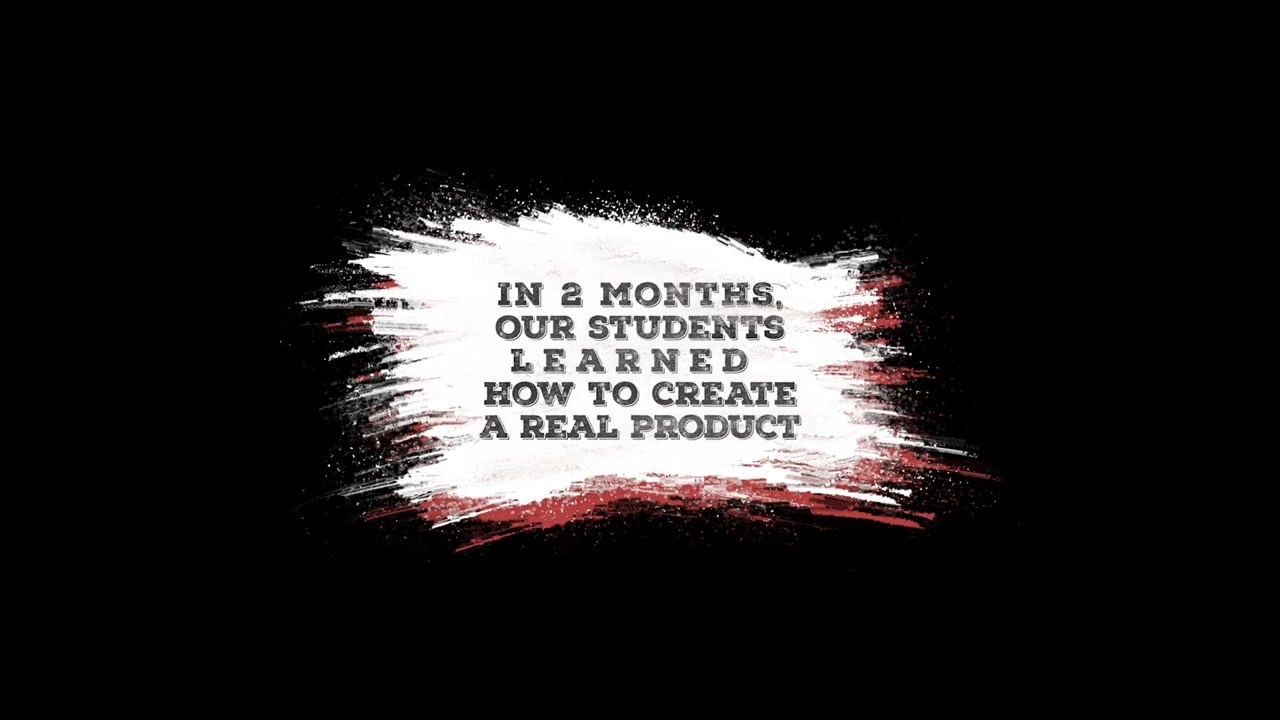 IN 2 MONTHS,
OUR STUDENTS
LEARNED
HOW TO CREATE
A REAL PRODUCT